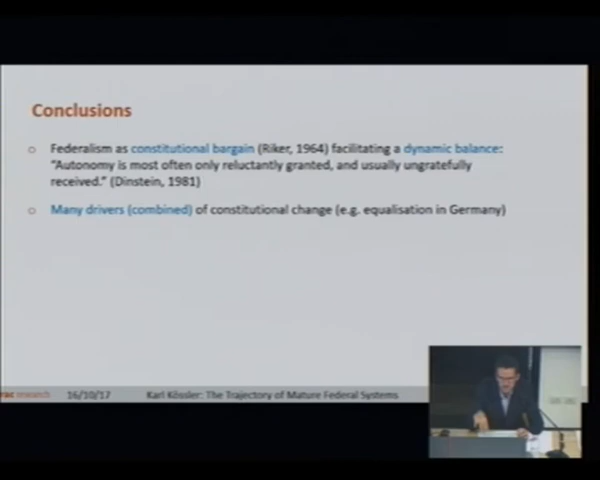 Conclusions
Federalism as constitutional bargain (Riker, 1964) facilitating a dynamic balance:
"Autonomy is most often only reluctantly granted, and usually ungratefully
received." (Dinstein, 1981)
Many drivers (combined) of constitutional change (e.g. equalisation in Germany)
rac research 16/10/17 Karl Kössler: The Trajectory of Mature Federal Systems